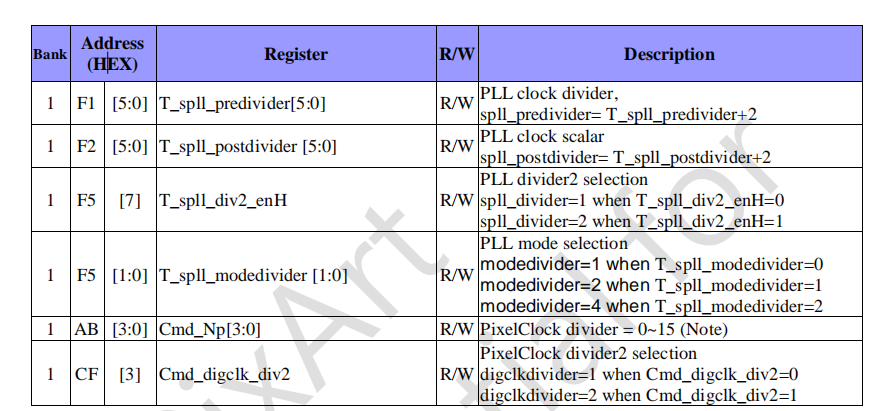 Bank Address (HEX) Register R/W Description
1 F1 [5:0] T_spll_predivider[5:0] R/W PLL clock divider,
spll_predivider= T_spll_predivider+2
1 F2 [5:0] T_spll_postdivider [5:0] R/W PLL clock scalar
spll_postdivider= T_spll_postdivider+2
1 F5 [7] T_spll_div2_enH R/W PLL divider2 selection
spll_divider=1 when T_spll_div2_enH=0
spll_divider=2 when T_spll_div2_enH=1
1 F5 [1:0] T_spll_modedivider [1:0] R/W PLL mode selection
modedivider=1 when T_spll_modedivider=0
modedivider=2 when T_spll_modedivider=1
modedivider=4 when T_spll_modedivider=2
1 AB [3:0] Cmd_Np[3:0] R/W PixelClock divider = 0~15 (Note)
1 CF [3] Cmd_digclk_div2 R/W PixelClock divider2 selection
digclkdivider=1 when Cmd_digclk_div2=0
digclkdivider=2 when Cmd_digclk_div2=1
PixArt
for